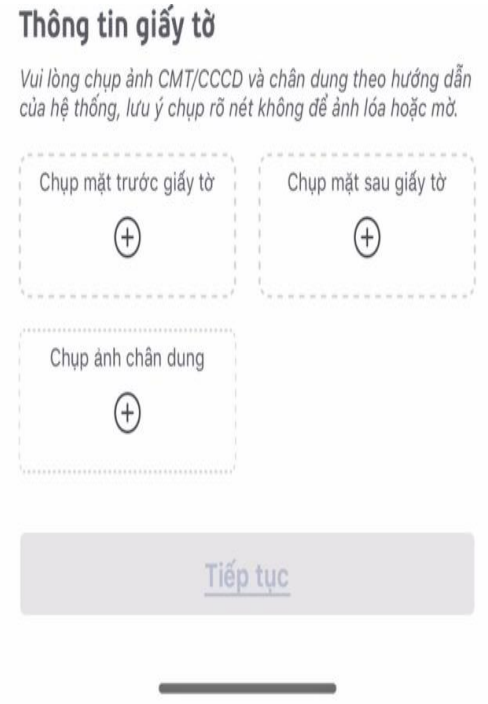 Thông tin giấy tờ
Vui lòng chụp ảnh CMT/CCCD và chân dung theo hướng dẫn
của hệ thống, lưu ý chụp rõ nét không để ảnh lóa hoặc mờ.
Chụp mặt trước giấy tờ
Chụp mặt sau giấy tờ
Chụp ảnh chân dung
Tiếp tục